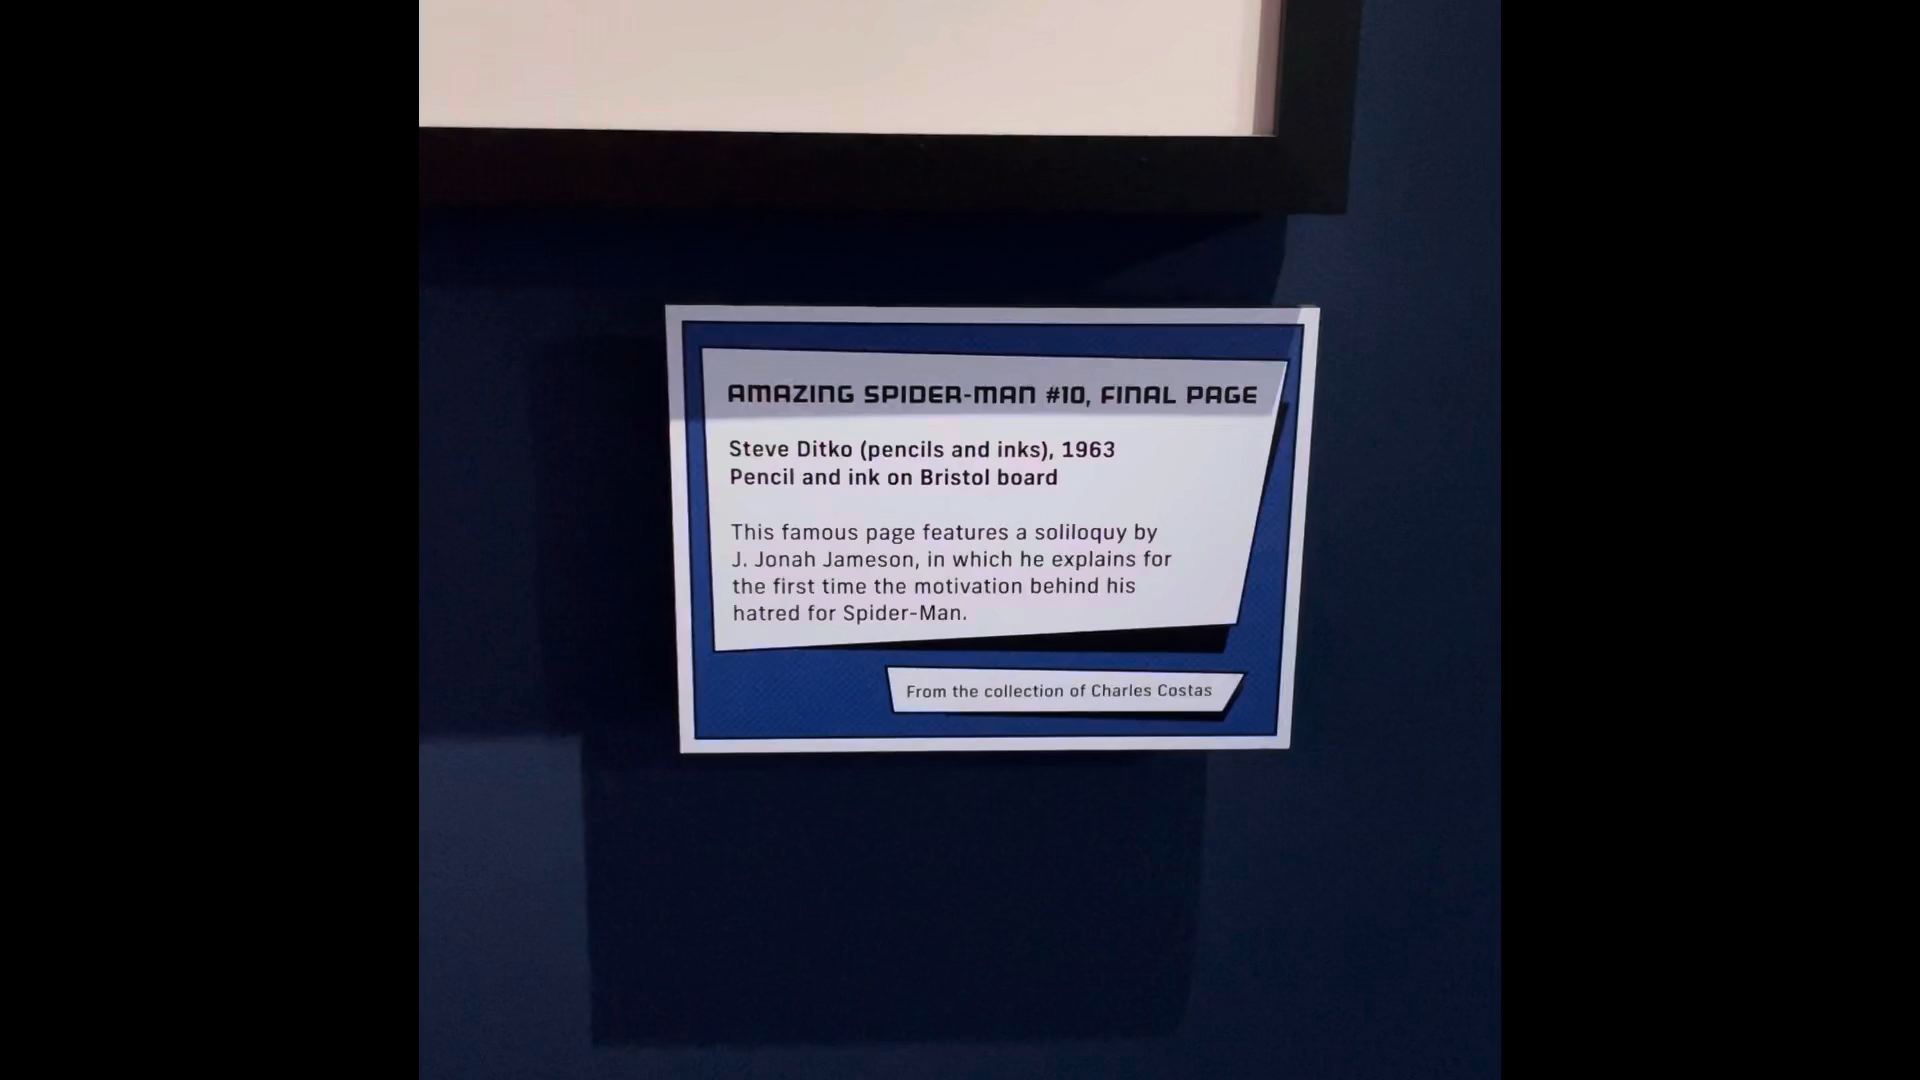 AMAZING SPIDER-MAN #10, FINAL PAGE
Steve Ditko (pencils and inks), 1963
Pencil and ink on Bristol board
This famous page features a soliloquy by
J. Jonah Jameson, in which he explains for
the first time the motivation behind his
hatred for Spider-Man.
From the collection of Charles Costas